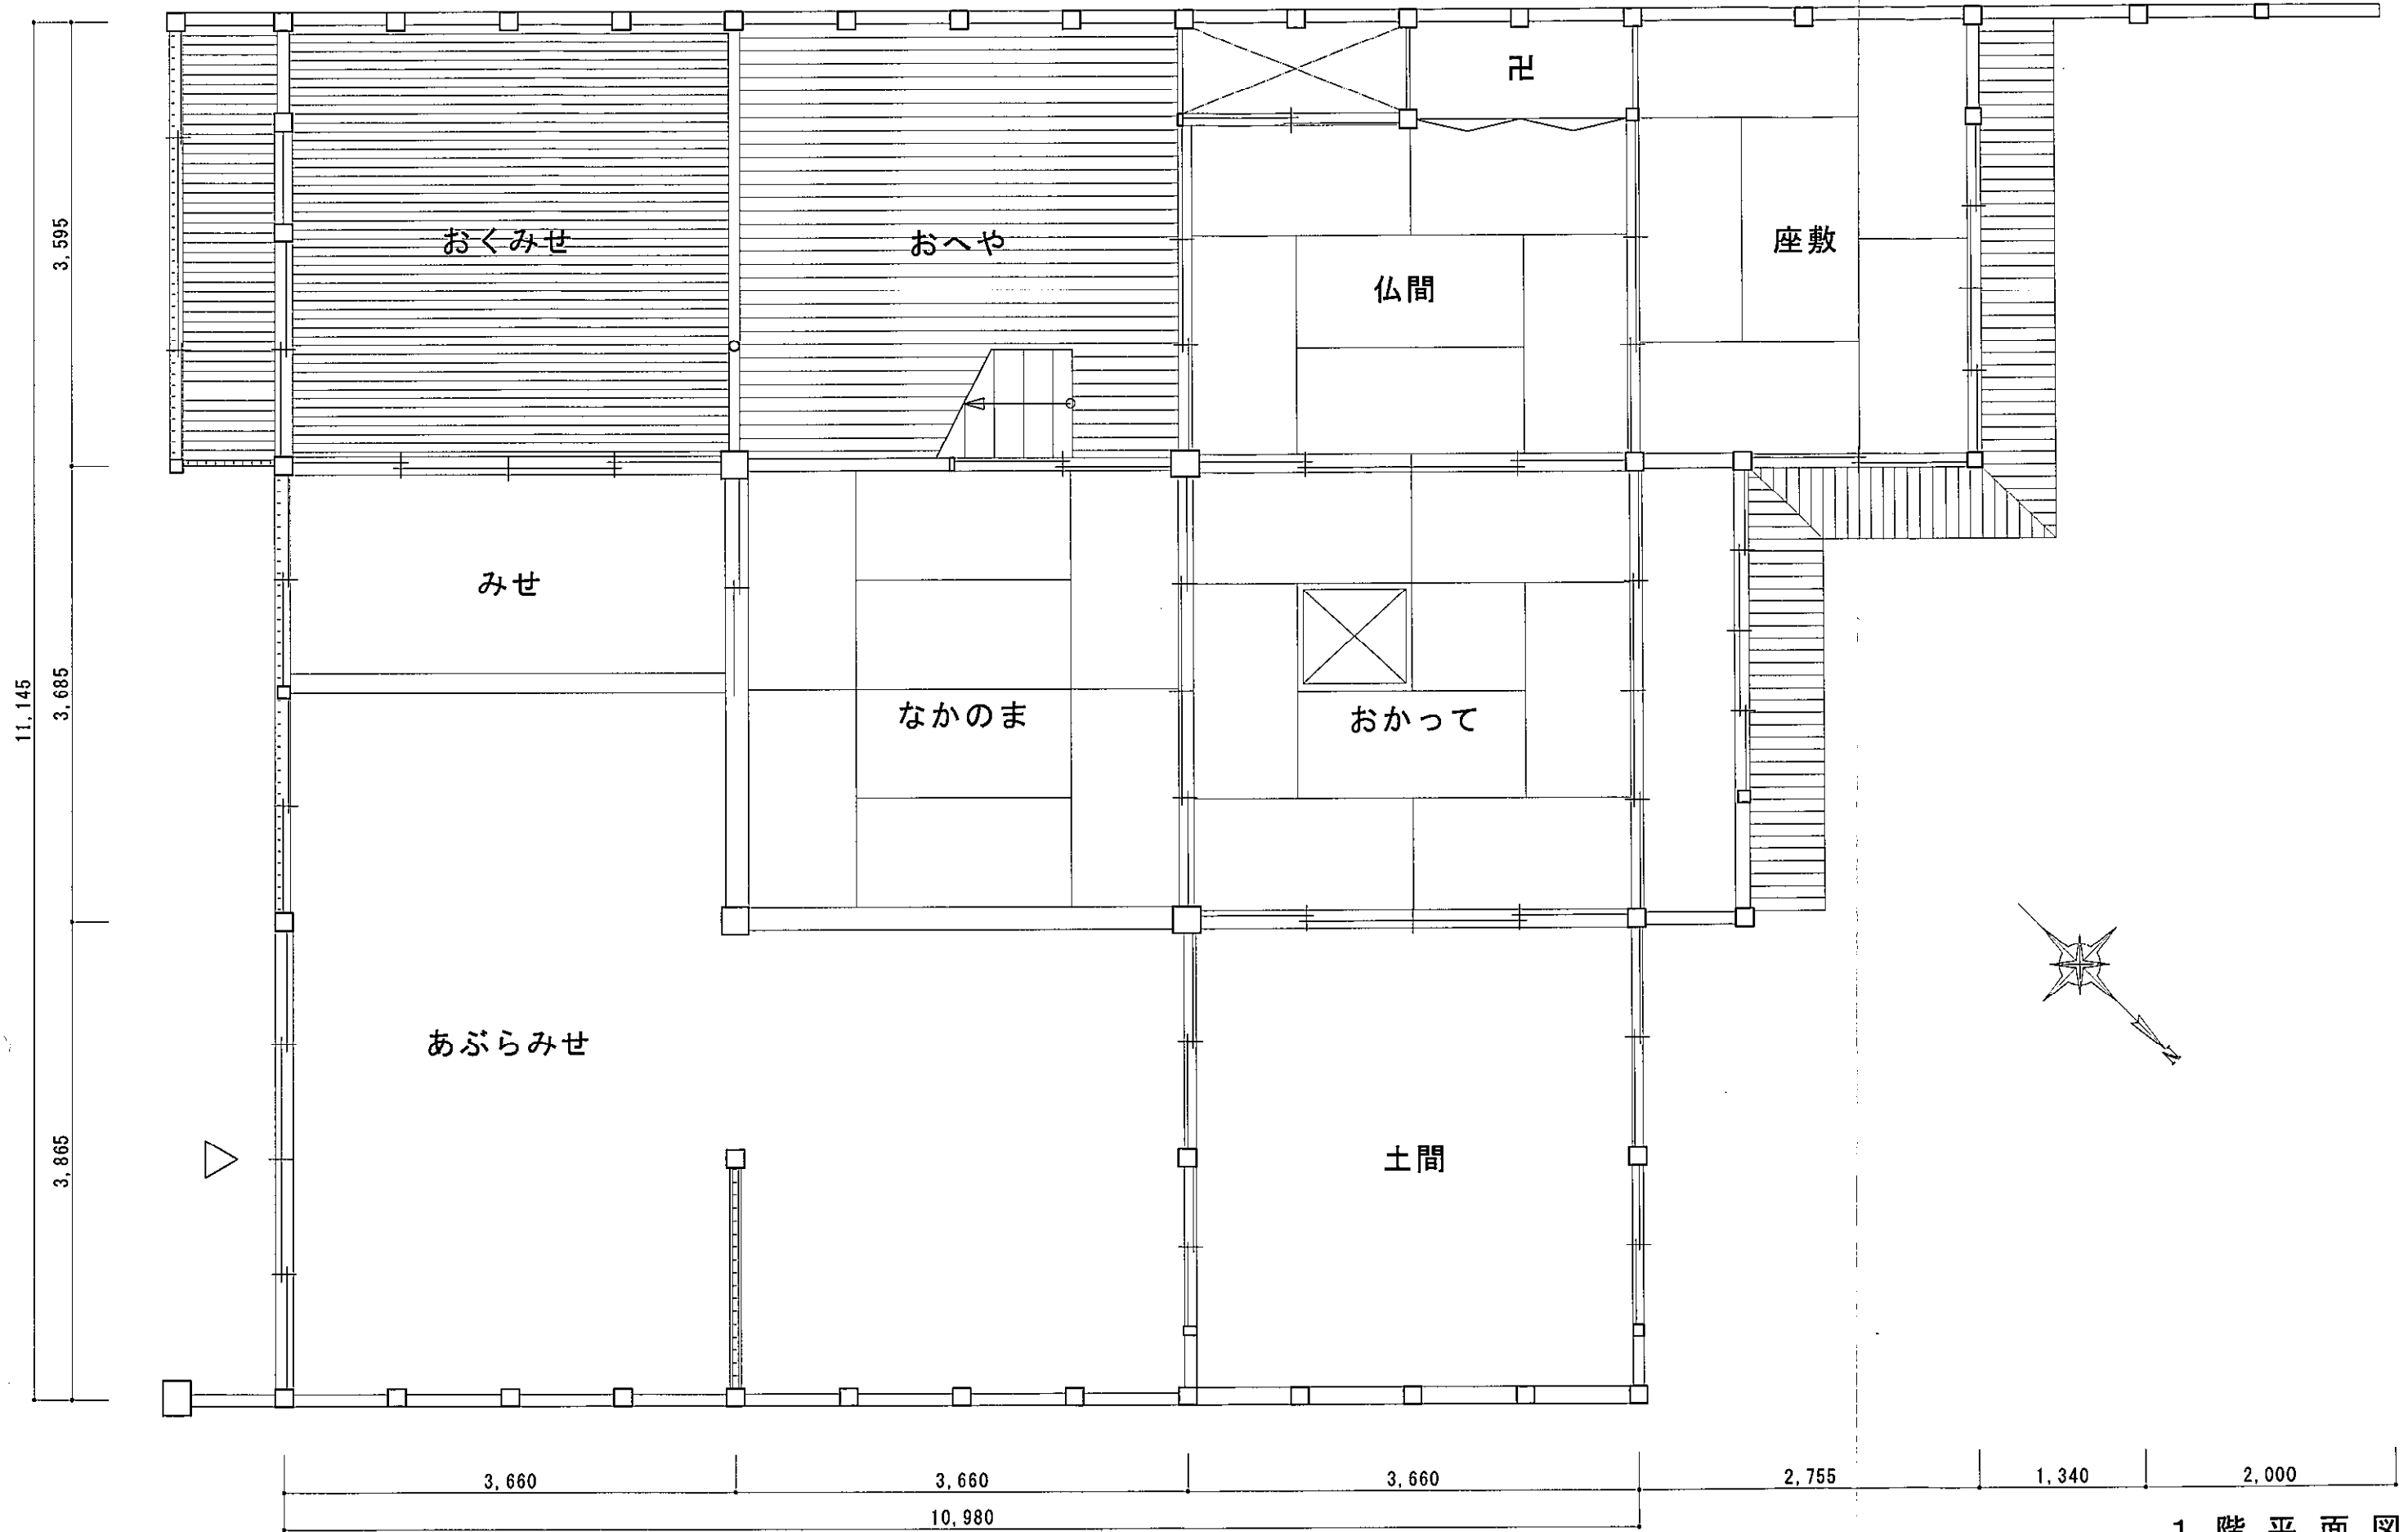 卍
おくみせ
おへや
座敷
仏間
3,595
みせ
なかのま
おかって
11,145
3,685
あぶらみせ
土間
N
3,865
3,660
3,660
3,660
2,755
1,340
2,000
10,980
1階平面図